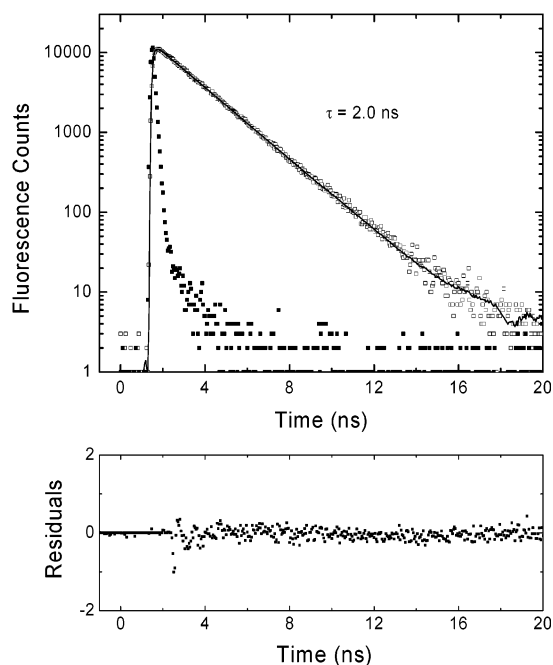 10000
1000
100
10
1
Fluorescence Counts
τ = 2.0 ns
0 4 8 12 16 20
Time (ns)
2
0
-2
Residuals
0 4 8 12 16 20
Time (ns)